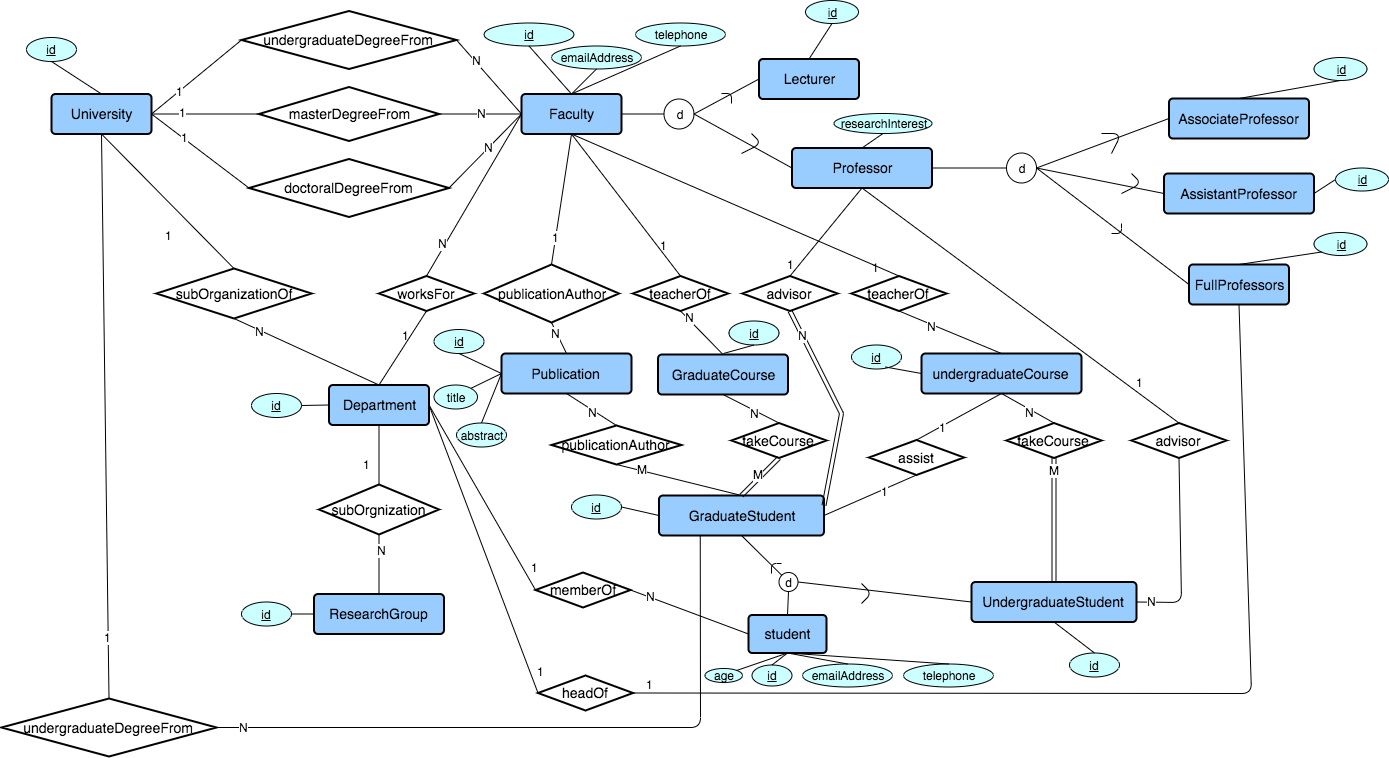 id
undergraduateDegreeFrom
id
telephone
emailAddress
id
N
Lecturer
id
1
University
1
masterDegreeFrom
N
Faculty
d
researchInterest
AssociateProfessor
1
N
doctoralDegreeFrom
Professor
d
AssistantProfessor
id
1
N
1
1
id
1
1
subOrganizationOf
worksFor
publicationAuthor
teacherOf
advisor
teacherOf
FullProfessors
N
1
N
N
N
N
id
id
id
Publication
GraduateCourse
undergraduateCourse
1
title
id
Department
abstract
N
N
N
1
publicationAuthor
takeCourse
assist
takeCourse
advisor
1
M
M
M
1
id
GraduateStudent
subOrgnization
N
1
d
memberOf
N
UndergraduateStudent
N
id
ResearchGroup
student
1
id
1
age
id
emailAddress
telephone
headOf
1
undergraduateDegreeFrom
N